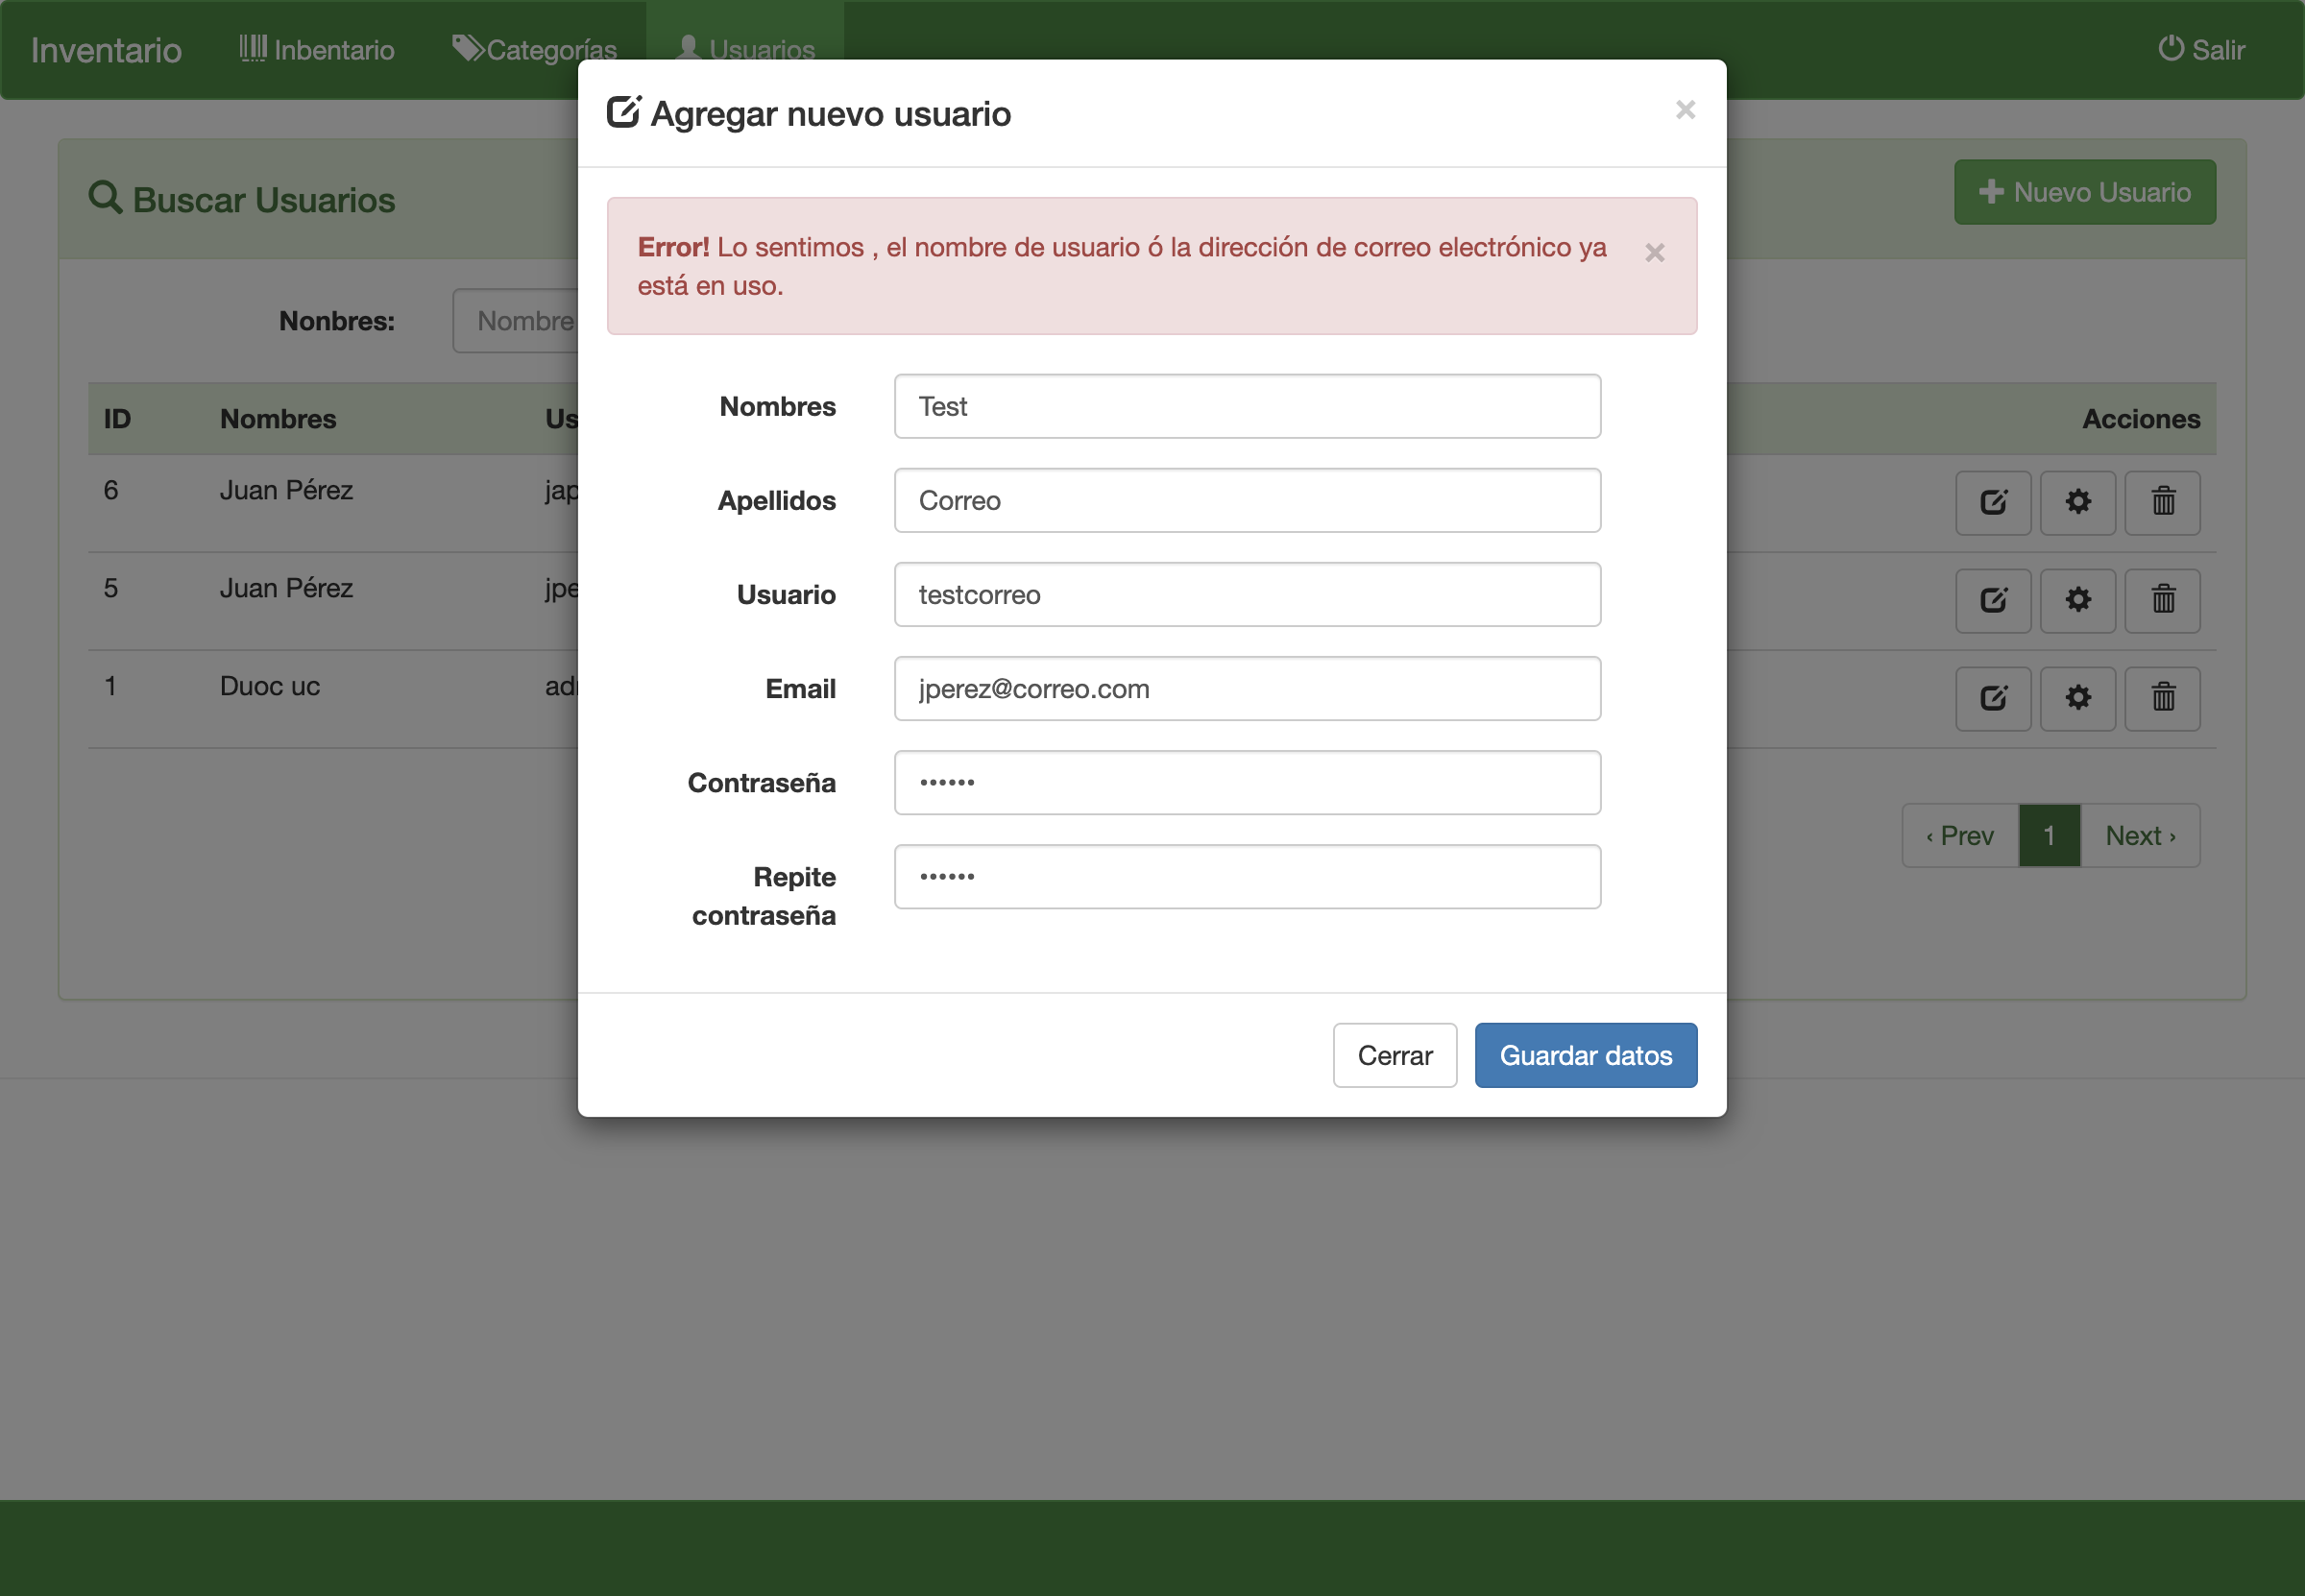 Inventario Inbentario Categorías Usuarios Salir
Agregar nuevo usuario ×
Buscar Usuarios Nuevo Usuario
Error! Lo sentimos , el nombre de usuario ó la dirección de correo electrónico ya ×
está en uso.
Nonbres: Nombre
Nombres Test
ID Nombres Us Acciones
6 Juan Pérez jap
Apellidos Correo
5 Juan Pérez jpe
Usuario testcorreo
1 Duoc uc
Email jperez@correo.com
Contraseña ••••••
‹ Prev 1 Next ›
Repite ••••••
contraseña
Cerrar Guardar datos